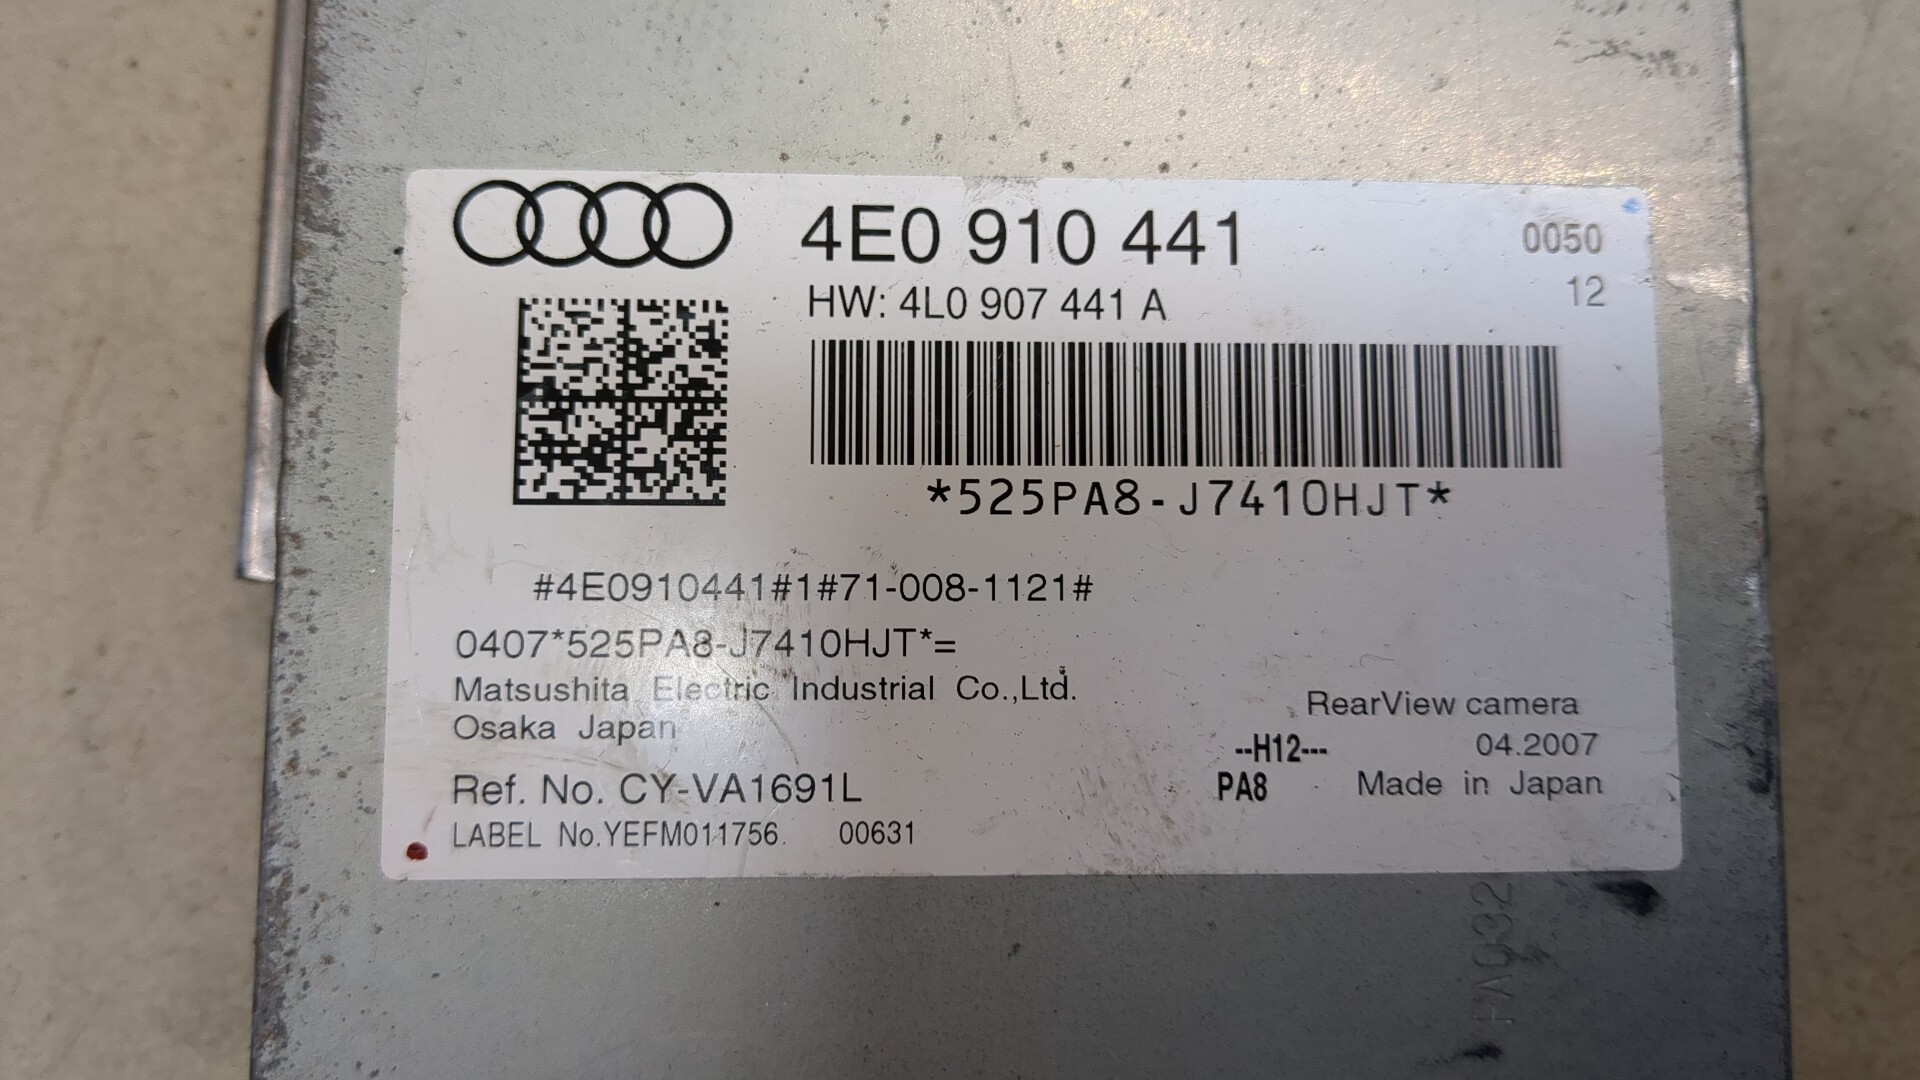 4E0 910 441
0050
HW: 4L0 907 441 A
12
*525PA8-J7410HJT*
#4E0910441#1#71-008-1121#
0407*525PA8-J7410HJT*=
Matsushita Electric Industrial Co.,Ltd.
Osaka Japan
RearView camera
--H12---
04.2007
Ref. No. CY-VA1691L
PA8
Made in Japan
LABEL No.YEFM011756. 00631